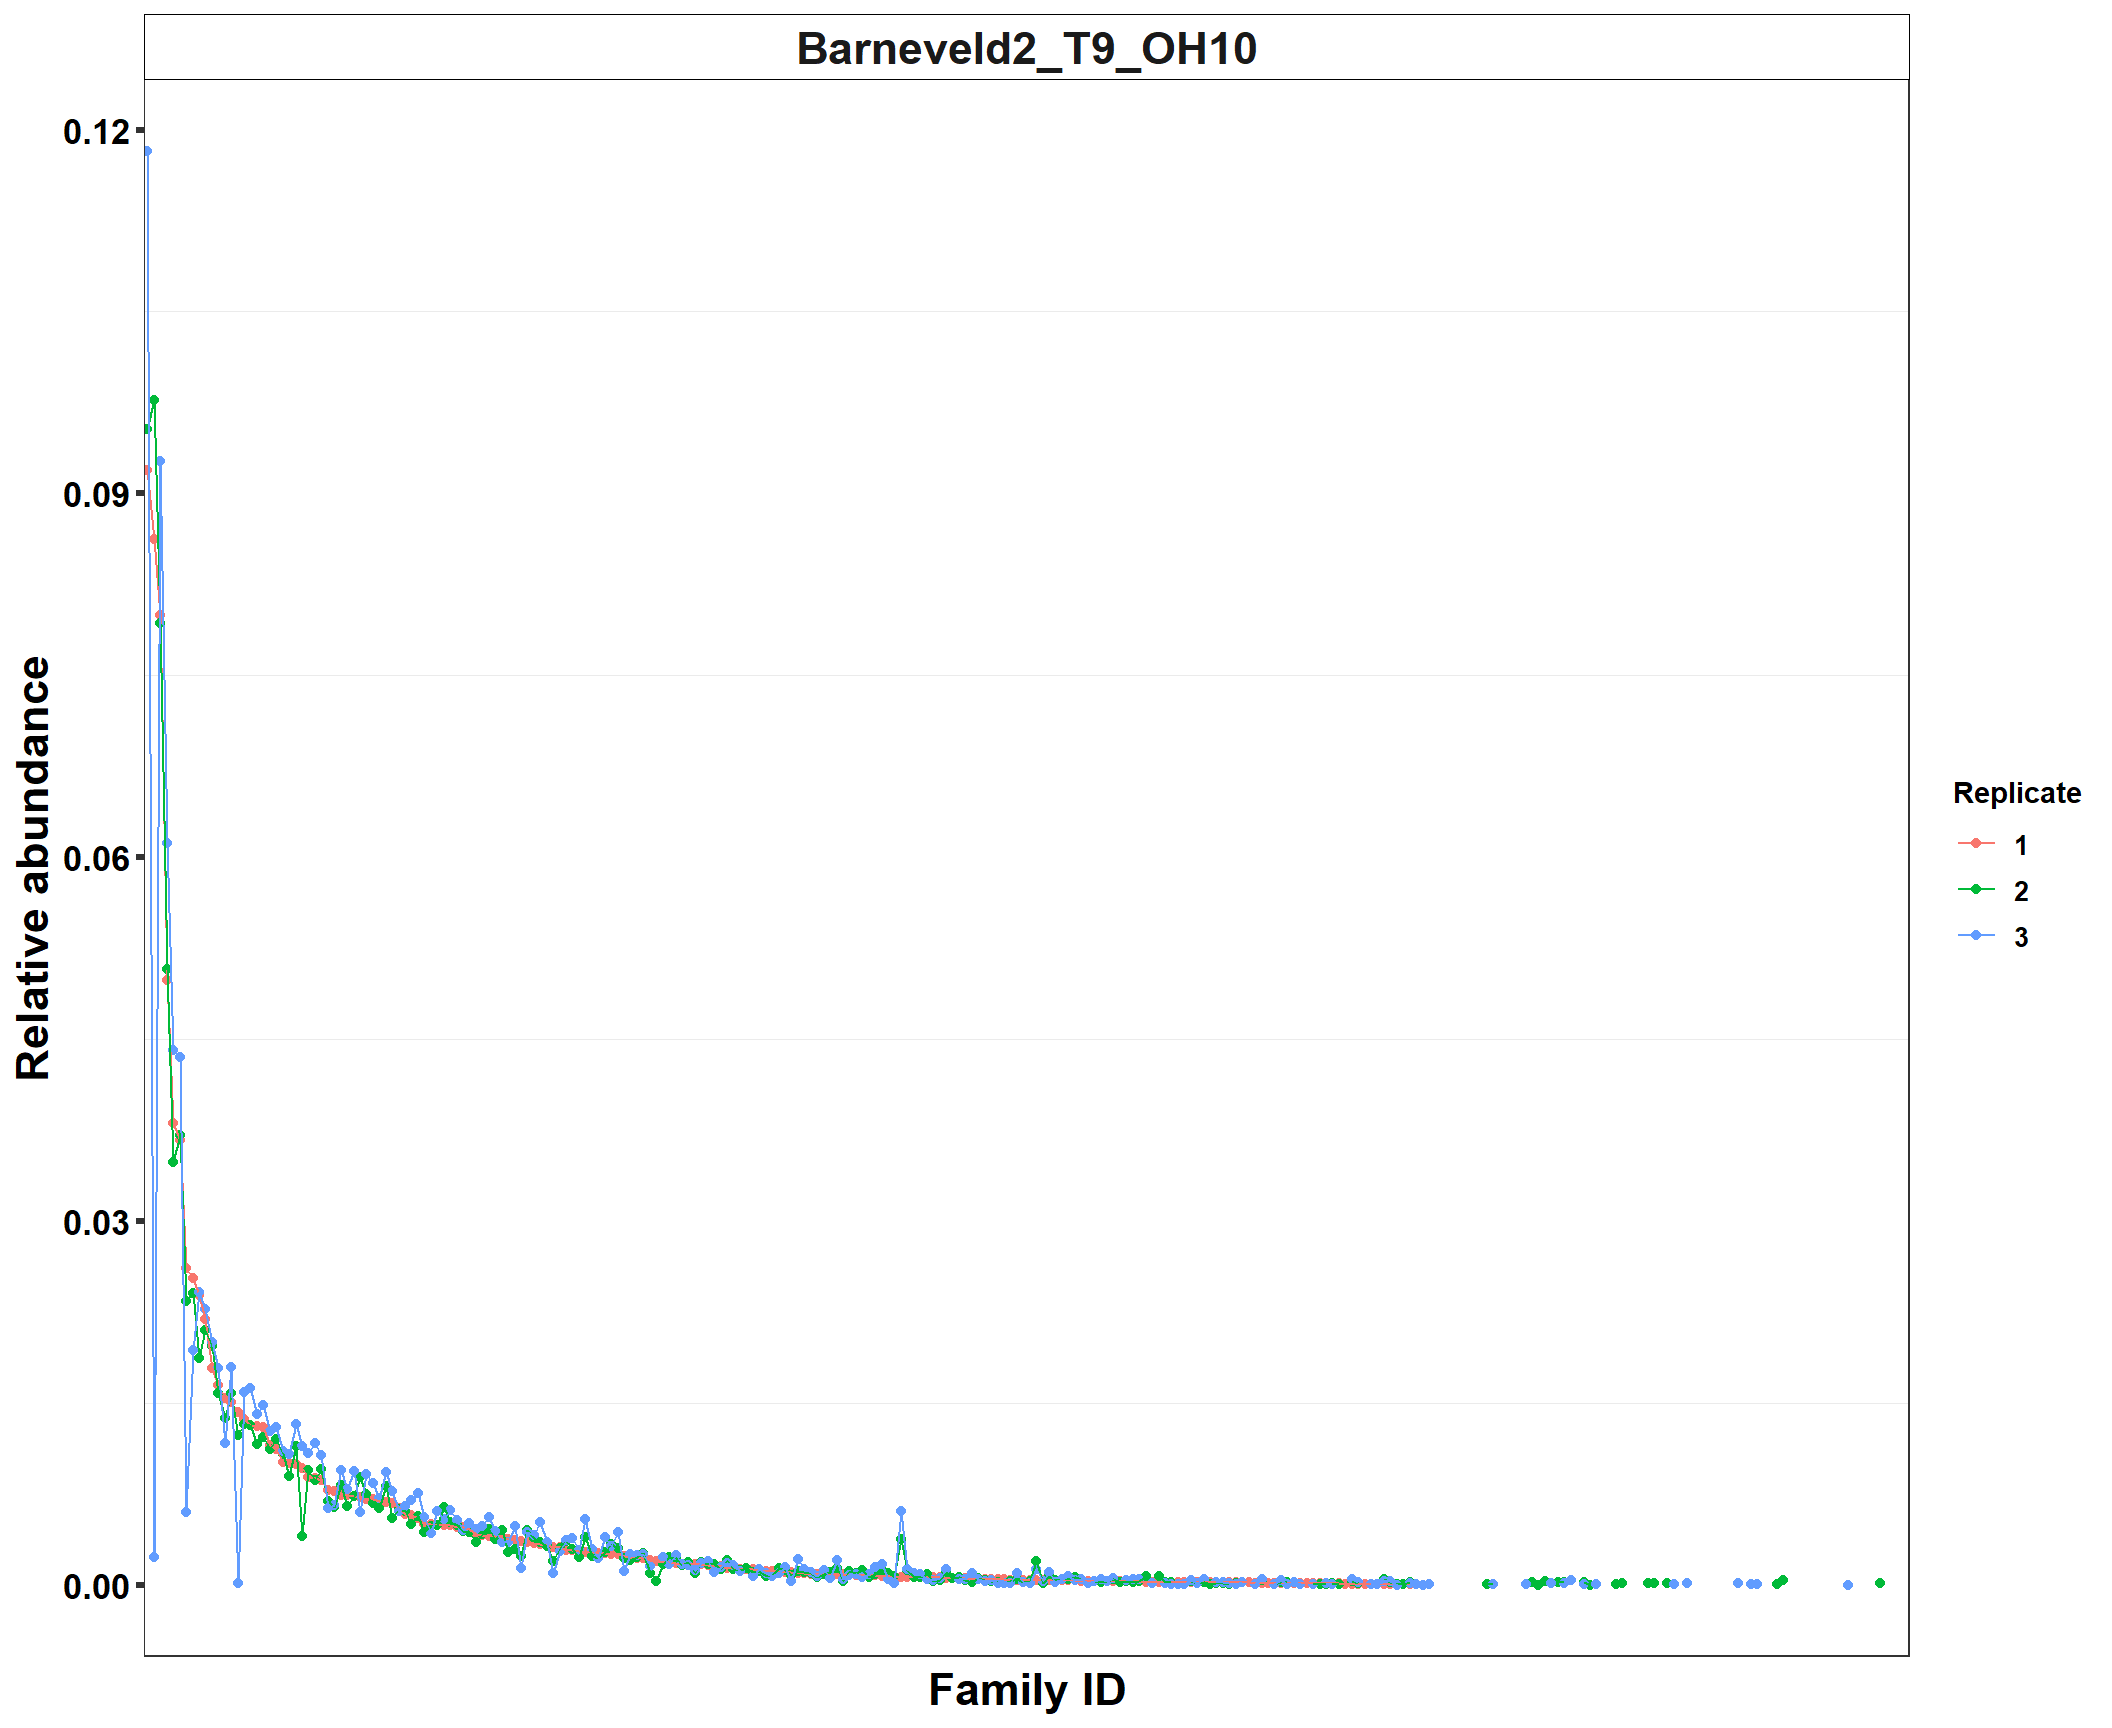 Barneveld2_T9_OH10
0.12
0.09
0.06
0.03
0.00
Relative abundance
Family ID
Replicate
1
2
3